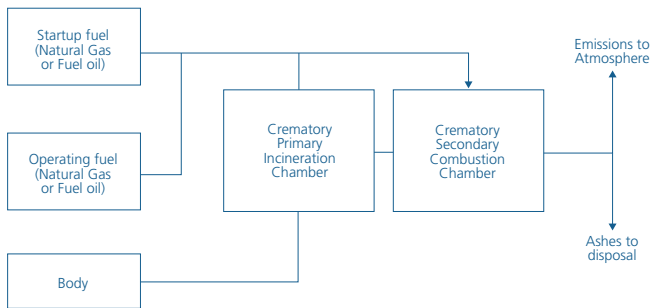 Startup fuel
(Natural Gas
or Fuel oil)
Operating fuel
(Natural Gas
or Fuel oil)
Body
Crematory
Primary
Incineration
Chamber
Crematory
Secondary
Combustion
Chamber
Emissions to
Atmosphere
Ashes to
disposal